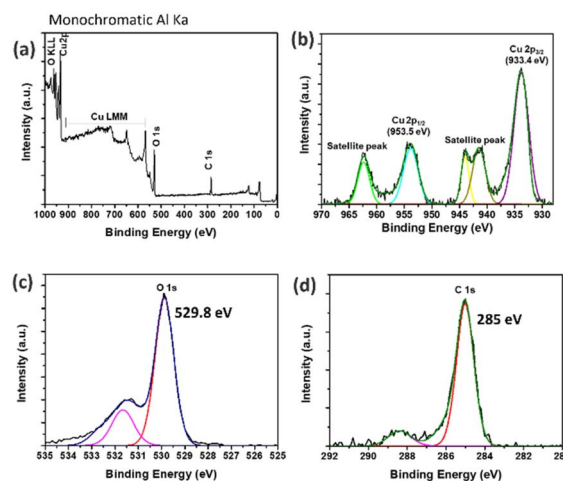 Monochromatic Al Ka
(a)
O KLL
Cu2p
Cu LMM
O 1s
C 1s
Intensity (a.u.)
1000 900 800 700 600 500 400 300 200 100 0
Binding Energy (eV)
(b)
Cu 2p3/2
(933.4 eV)
Cu 2p1/2
(953.5 eV)
Satellite peak
Satellite peak
Intensity (a.u.)
970 965 960 955 950 945 940 935 930
Binding Energy (eV)
(c)
O 1s
529.8 eV
Intensity (a.u.)
535 534 533 532 531 530 529 528 527 526 525
Binding Energy (eV)
(d)
C 1s
285 eV
Intensity (a.u.)
292 290 288 286 284 282 28
Binding Energy (eV)